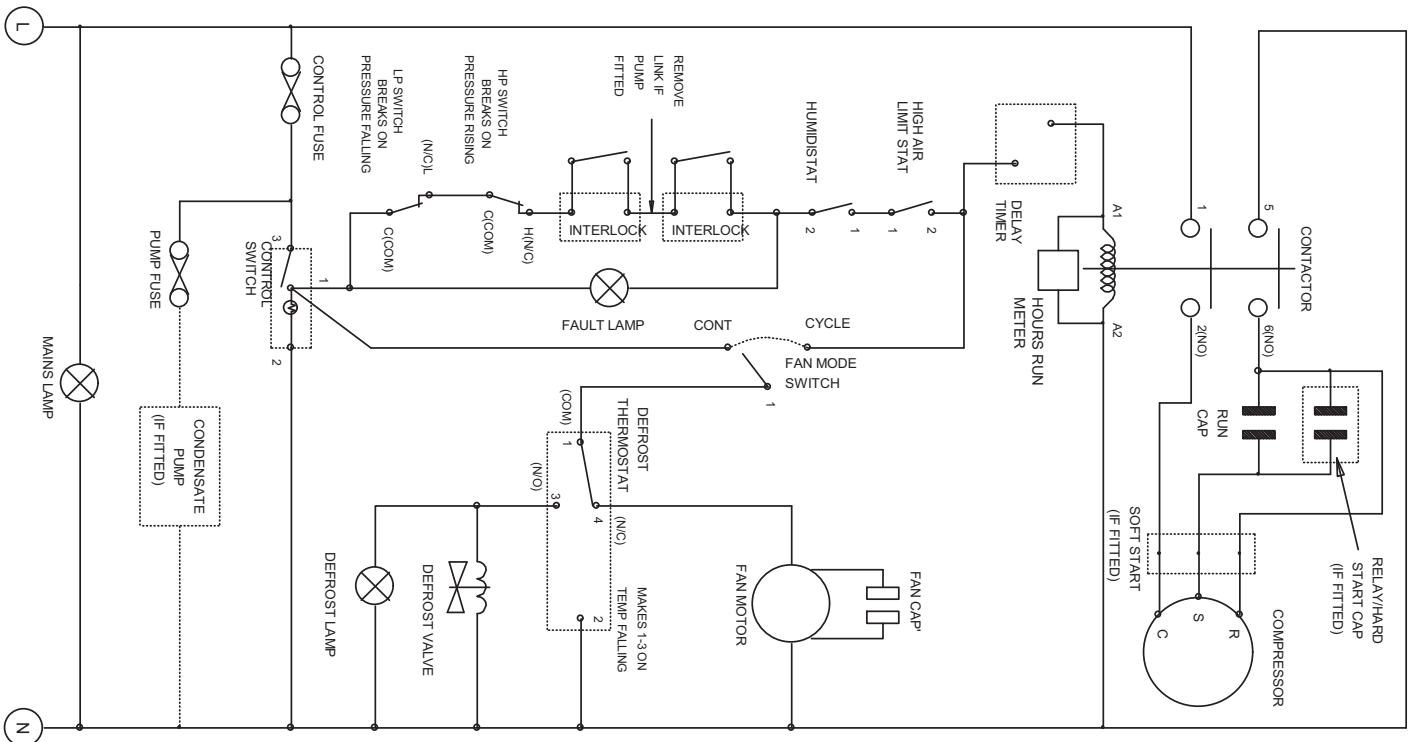 L
N
MAINS LAMP
CONTROL FUSE
PUMP FUSE
CONDENSATE
PUMP
(IF FITTED)
3
CONTROL
SWITCH
1
2
LP SWITCH
BREAKS ON
PRESSURE FALLING
C(COM)
(N/C)L
HP SWITCH
BREAKS ON
PRESSURE RISING
C(COM)
H(N/C)
REMOVE
LINK IF
PUMP
FITTED
INTERLOCK
INTERLOCK
FAULT LAMP
HUMIDISTAT
2
1
HIGH AIR
LIMIT STAT
1
2
DELAY
TIMER
CONT
CYCLE
FAN MODE
SWITCH
1
DEFROST
THERMOSTAT
(COM)
1
(N/O)
3
4
(N/C)
2
MAKES 1-3 ON
TEMP FALLING
DEFROST LAMP
DEFROST VALVE
FAN MOTOR
FAN CAP'
A1
A2
HOURS RUN
METER
CONTACTOR
1
5
2(NO)
6(NO)
RUN
CAP
RELAY/HARD
START CAP
(IF FITTED)
SOFT START
(IF FITTED)
COMPRESSOR
C
S
R